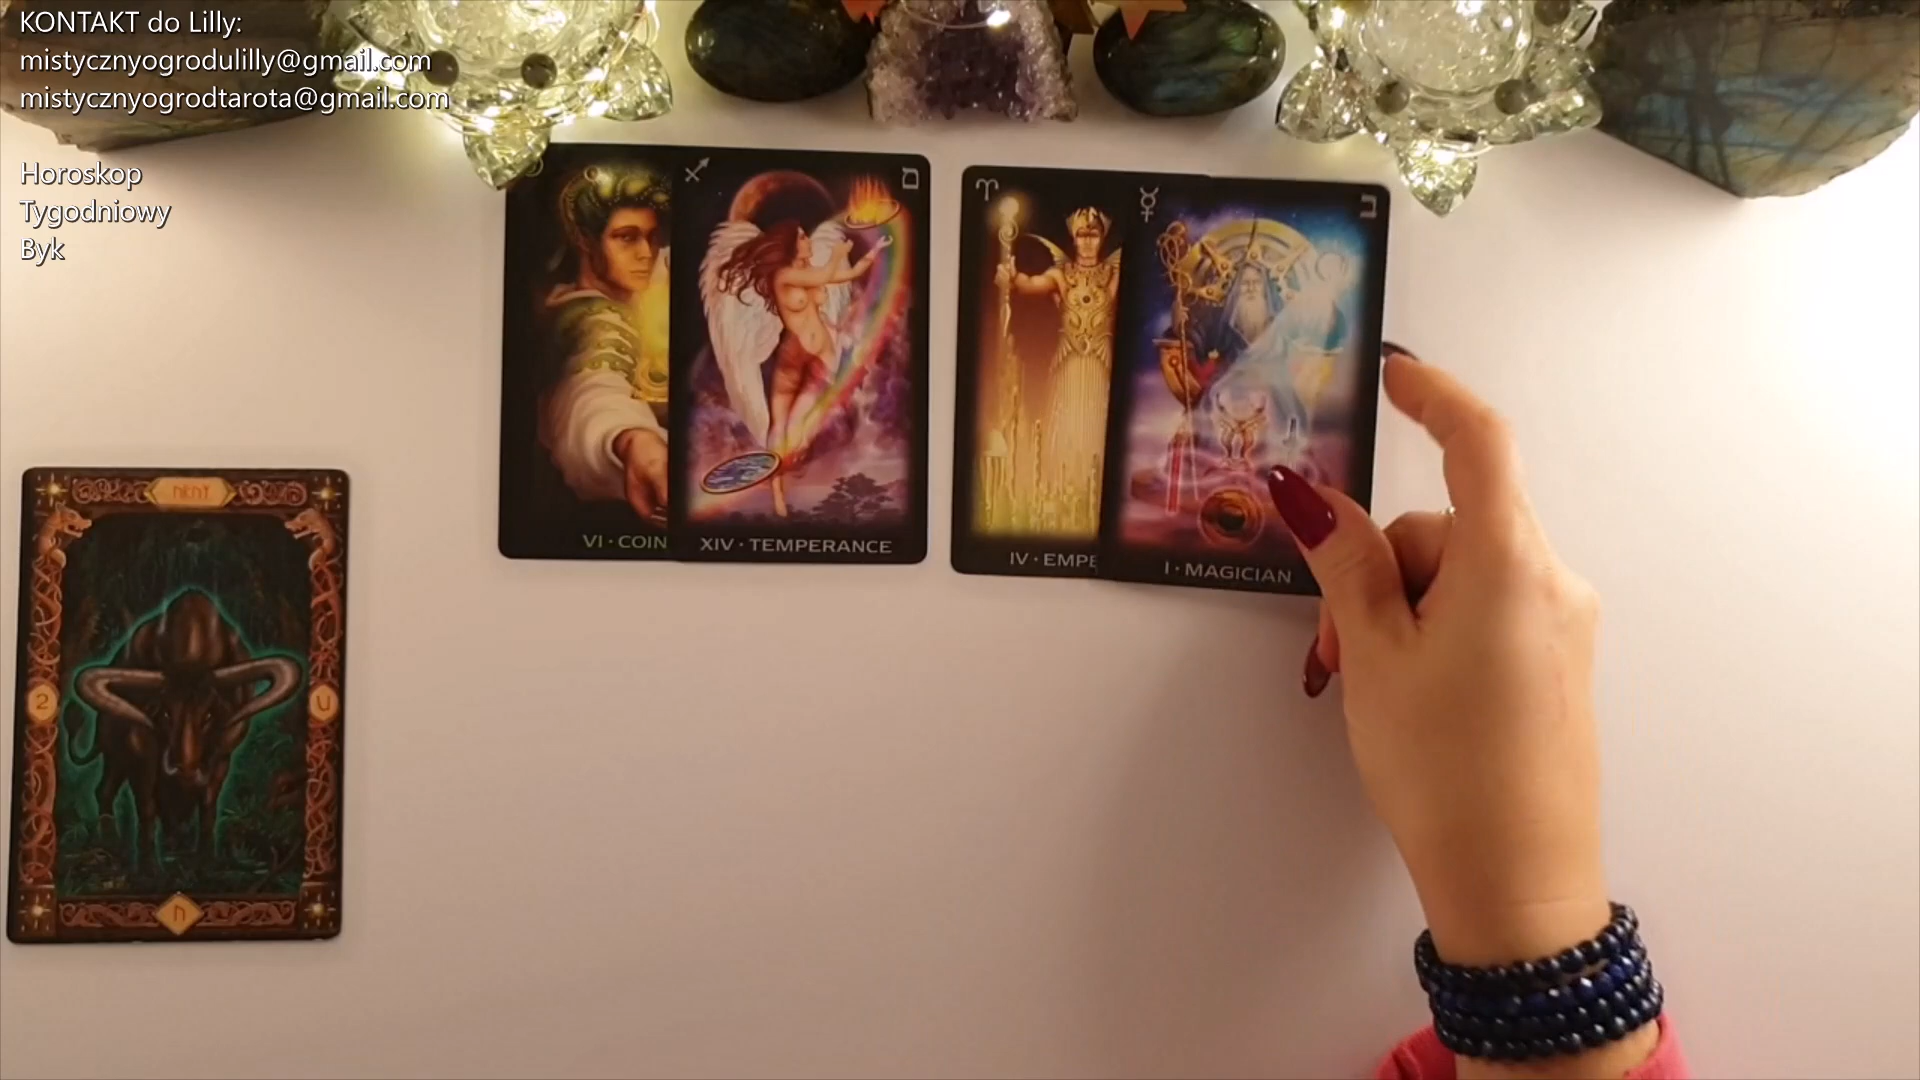 KONTAKT do Lilly:
mistycznyogrodulilly@gmail.com
mistycznyogrodtarota@gmail.com
Horoskop
Tygodniowy
Byk
VI • COIN
XIV • TEMPERANCE
IV • EMPE
I • MAGICIAN
2
U